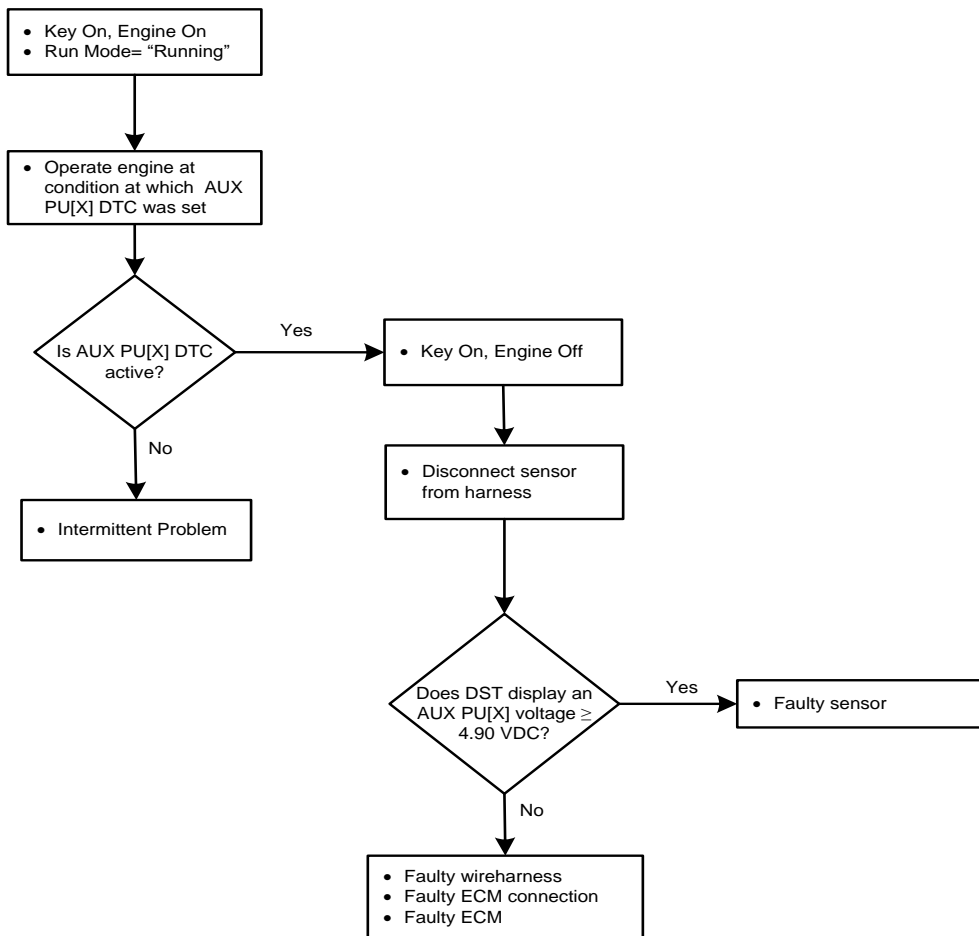 • Key On, Engine On
• Run Mode= “Running”
• Operate engine at
condition at which AUX
PU[X] DTC was set
Is AUX PU[X] DTC
active?
Yes
• Key On, Engine Off
No
• Intermittent Problem
• Disconnect sensor
from harness
Does DST display an
AUX PU[X] voltage ≥
4.90 VDC?
Yes
• Faulty sensor
No
• Faulty wireharness
• Faulty ECM connection
• Faulty ECM